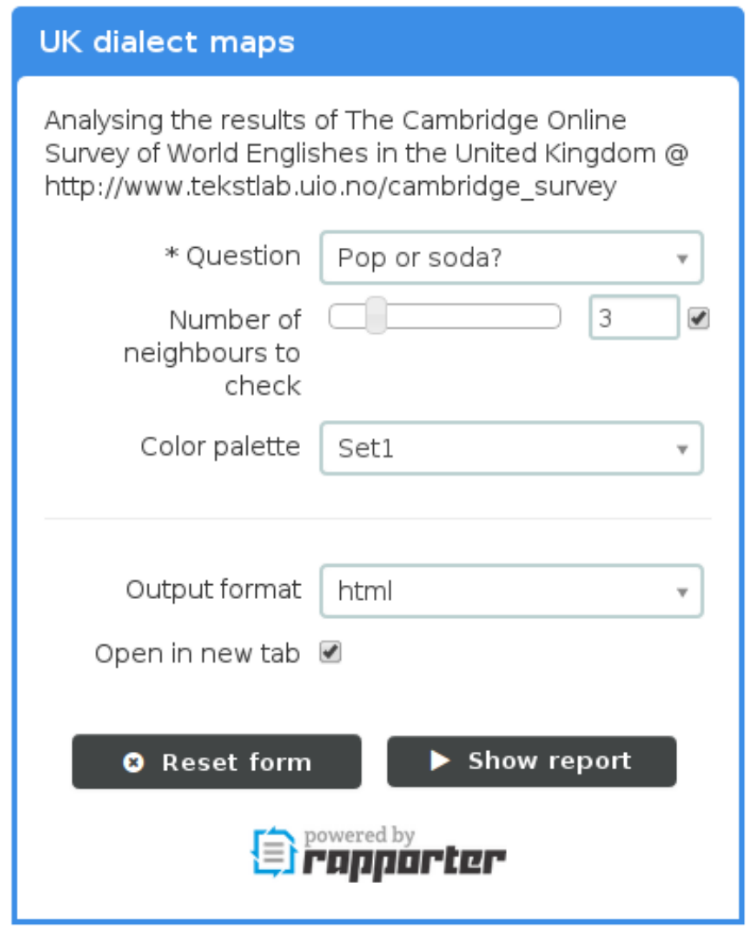 UK dialect maps
Analysing the results of The Cambridge Online
Survey of World Englishes in the United Kingdom @
http://www.tekstlab.uio.no/cambridge_survey
* Question Pop or soda?
Number of 3
neighbours to
check
Color palette Set1
Output format html
Open in new tab
Reset form Show report
powered by
rapporter